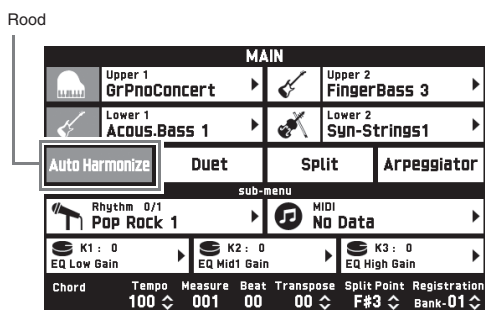 Rood
MAIN
Upper 1
GrPnoConcert
Upper 2
FingerBass 3
Lower 1
Acous.Bass 1
Lower 2
Syn-Strings1
Auto Harmonize Duet Split Arpeggiator
sub-menu
Rhythm 0/1
Pop Rock 1
MIDI
No Data
K1 : 0
EQ Low Gain
K2 : 0
EQ Mid1 Gain
K3 : 0
EQ High Gain
Chord Tempo Measure Beat Transpose Split Point Registration
100 001 00 00 F#3 Bank-01